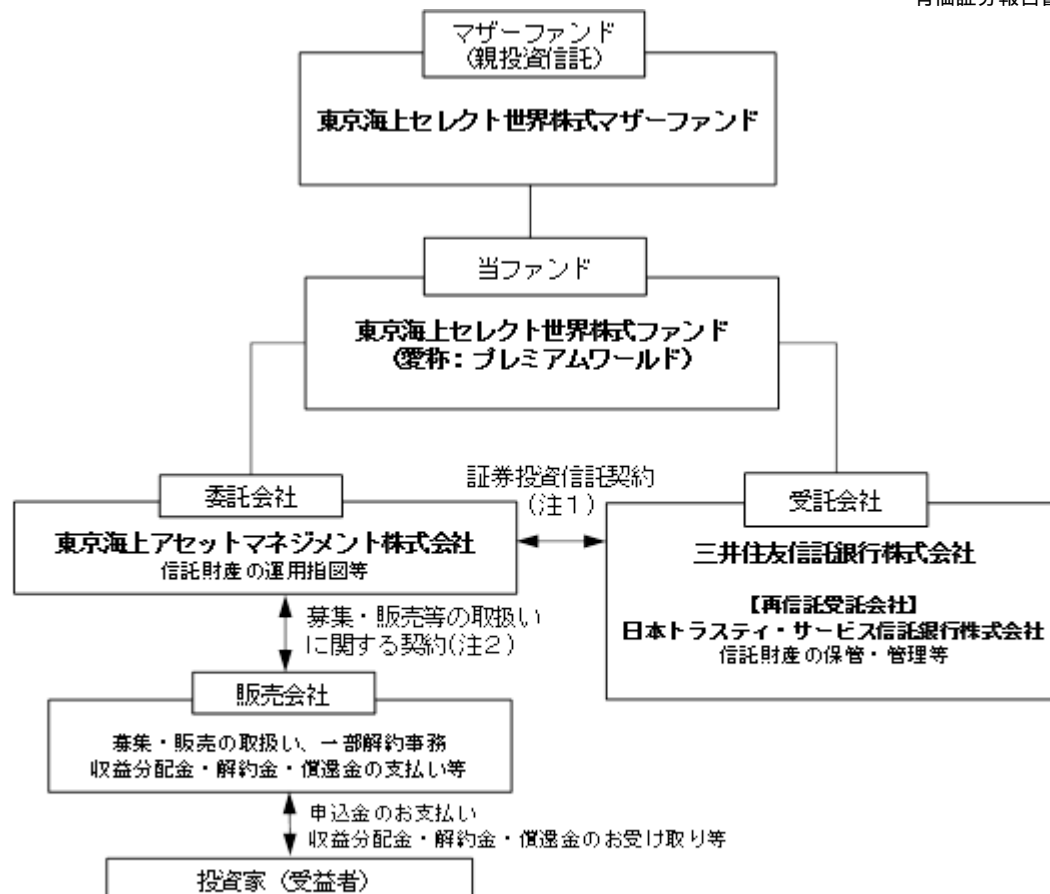 マザーファンド
(親投資信託)
東京海上セレクト世界株式マザーファンド
当ファンド
東京海上セレクト世界株式ファンド
(愛称：プレミアムワールド)
証券投資信託契約
(注1)
委託会社
東京海上アセットマネジメント株式会社
信託財産の運用指図等
受託会社
三井住友信託銀行株式会社
【再信託受託会社】
日本トラスティ・サービス信託銀行株式会社
信託財産の保管・管理等
募集・販売等の取扱い
に関する契約(注2)
販売会社
募集・販売の取扱い、一部解約事務
収益分配金・解約金・償還金の支払い等
申込金のお支払い
収益分配金・解約金・償還金のお受け取り等
投資家（受益者）